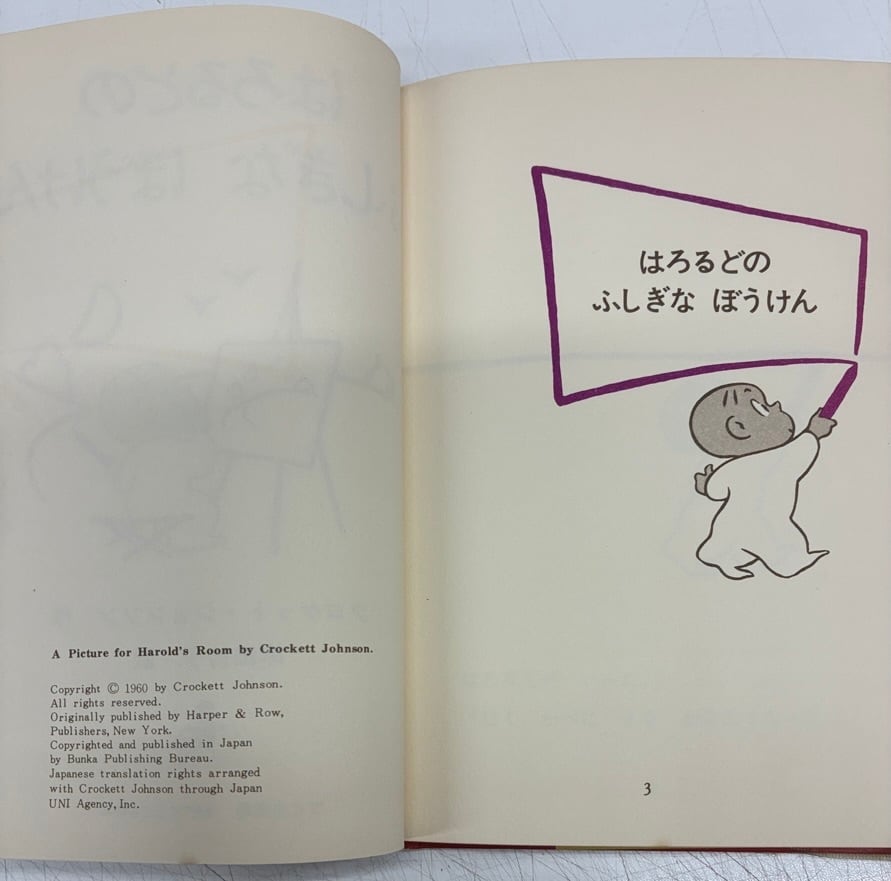 A Picture for Harold's Room by Crockett Johnson.
Copyright © 1960 by Crockett Johnson.
All rights reserved.
Originally published by Harper & Row,
Publishers, New York.
Copyrighted and published in Japan
by Bunka Publishing Bureau.
Japanese translation rights arranged
with Crockett Johnson through Japan
UNI Agency, Inc.
はろるどの
ふしぎな ぼうけん
3